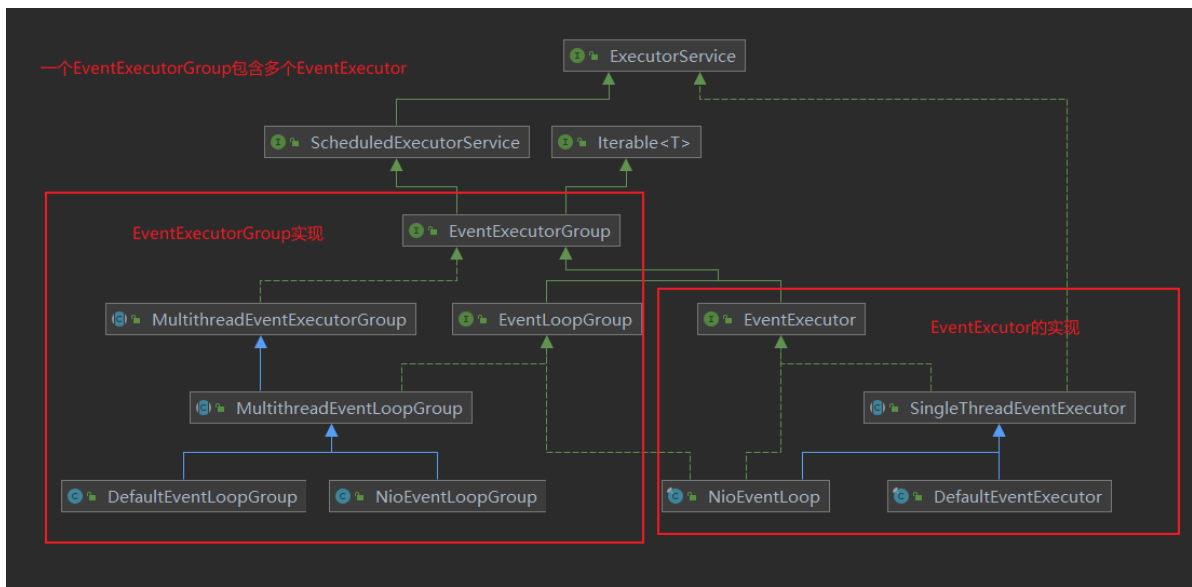 一个EventExecutorGroup包含多个EventExecutor
ExecutorService
ScheduledExecutorService
Iterable<T>
EventExecutorGroup实现
EventExecutorGroup
MultithreadEventExecutorGroup
EventLoopGroup
EventExecutor
EventExcutor的实现
MultithreadEventLoopGroup
SingleThreadEventExecutor
DefaultEventLoopGroup
NioEventLoopGroup
NioEventLoop
DefaultEventExecutor